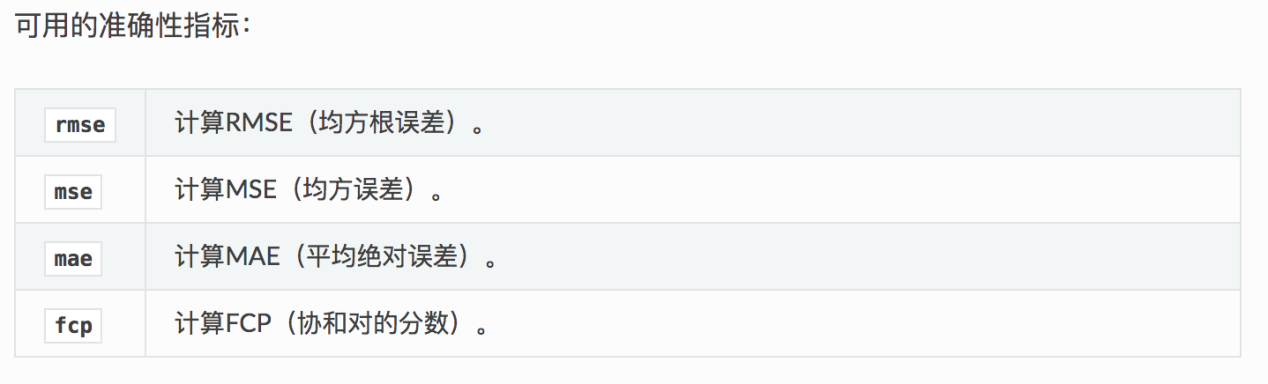 可用的准确性指标：
rmse 计算RMSE（均方根误差）。
mse 计算MSE（均方误差）。
mae 计算MAE（平均绝对误差）。
fcp 计算FCP（协和对的分数）。